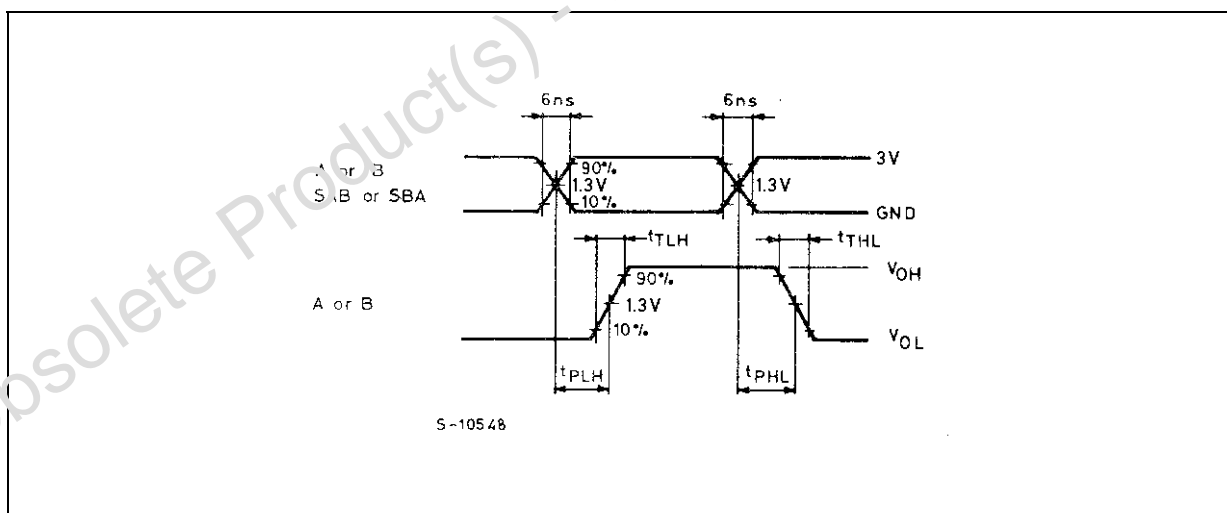 Obsolete Product(s) -
6ns 6ns
A or B 90% 3V
SAB or SBA 1.3V 1.3V
10% GND
tTLH tTHL
90% VOH
A or B 1.3V
10% VOL
tPLH tPHL
S-10548